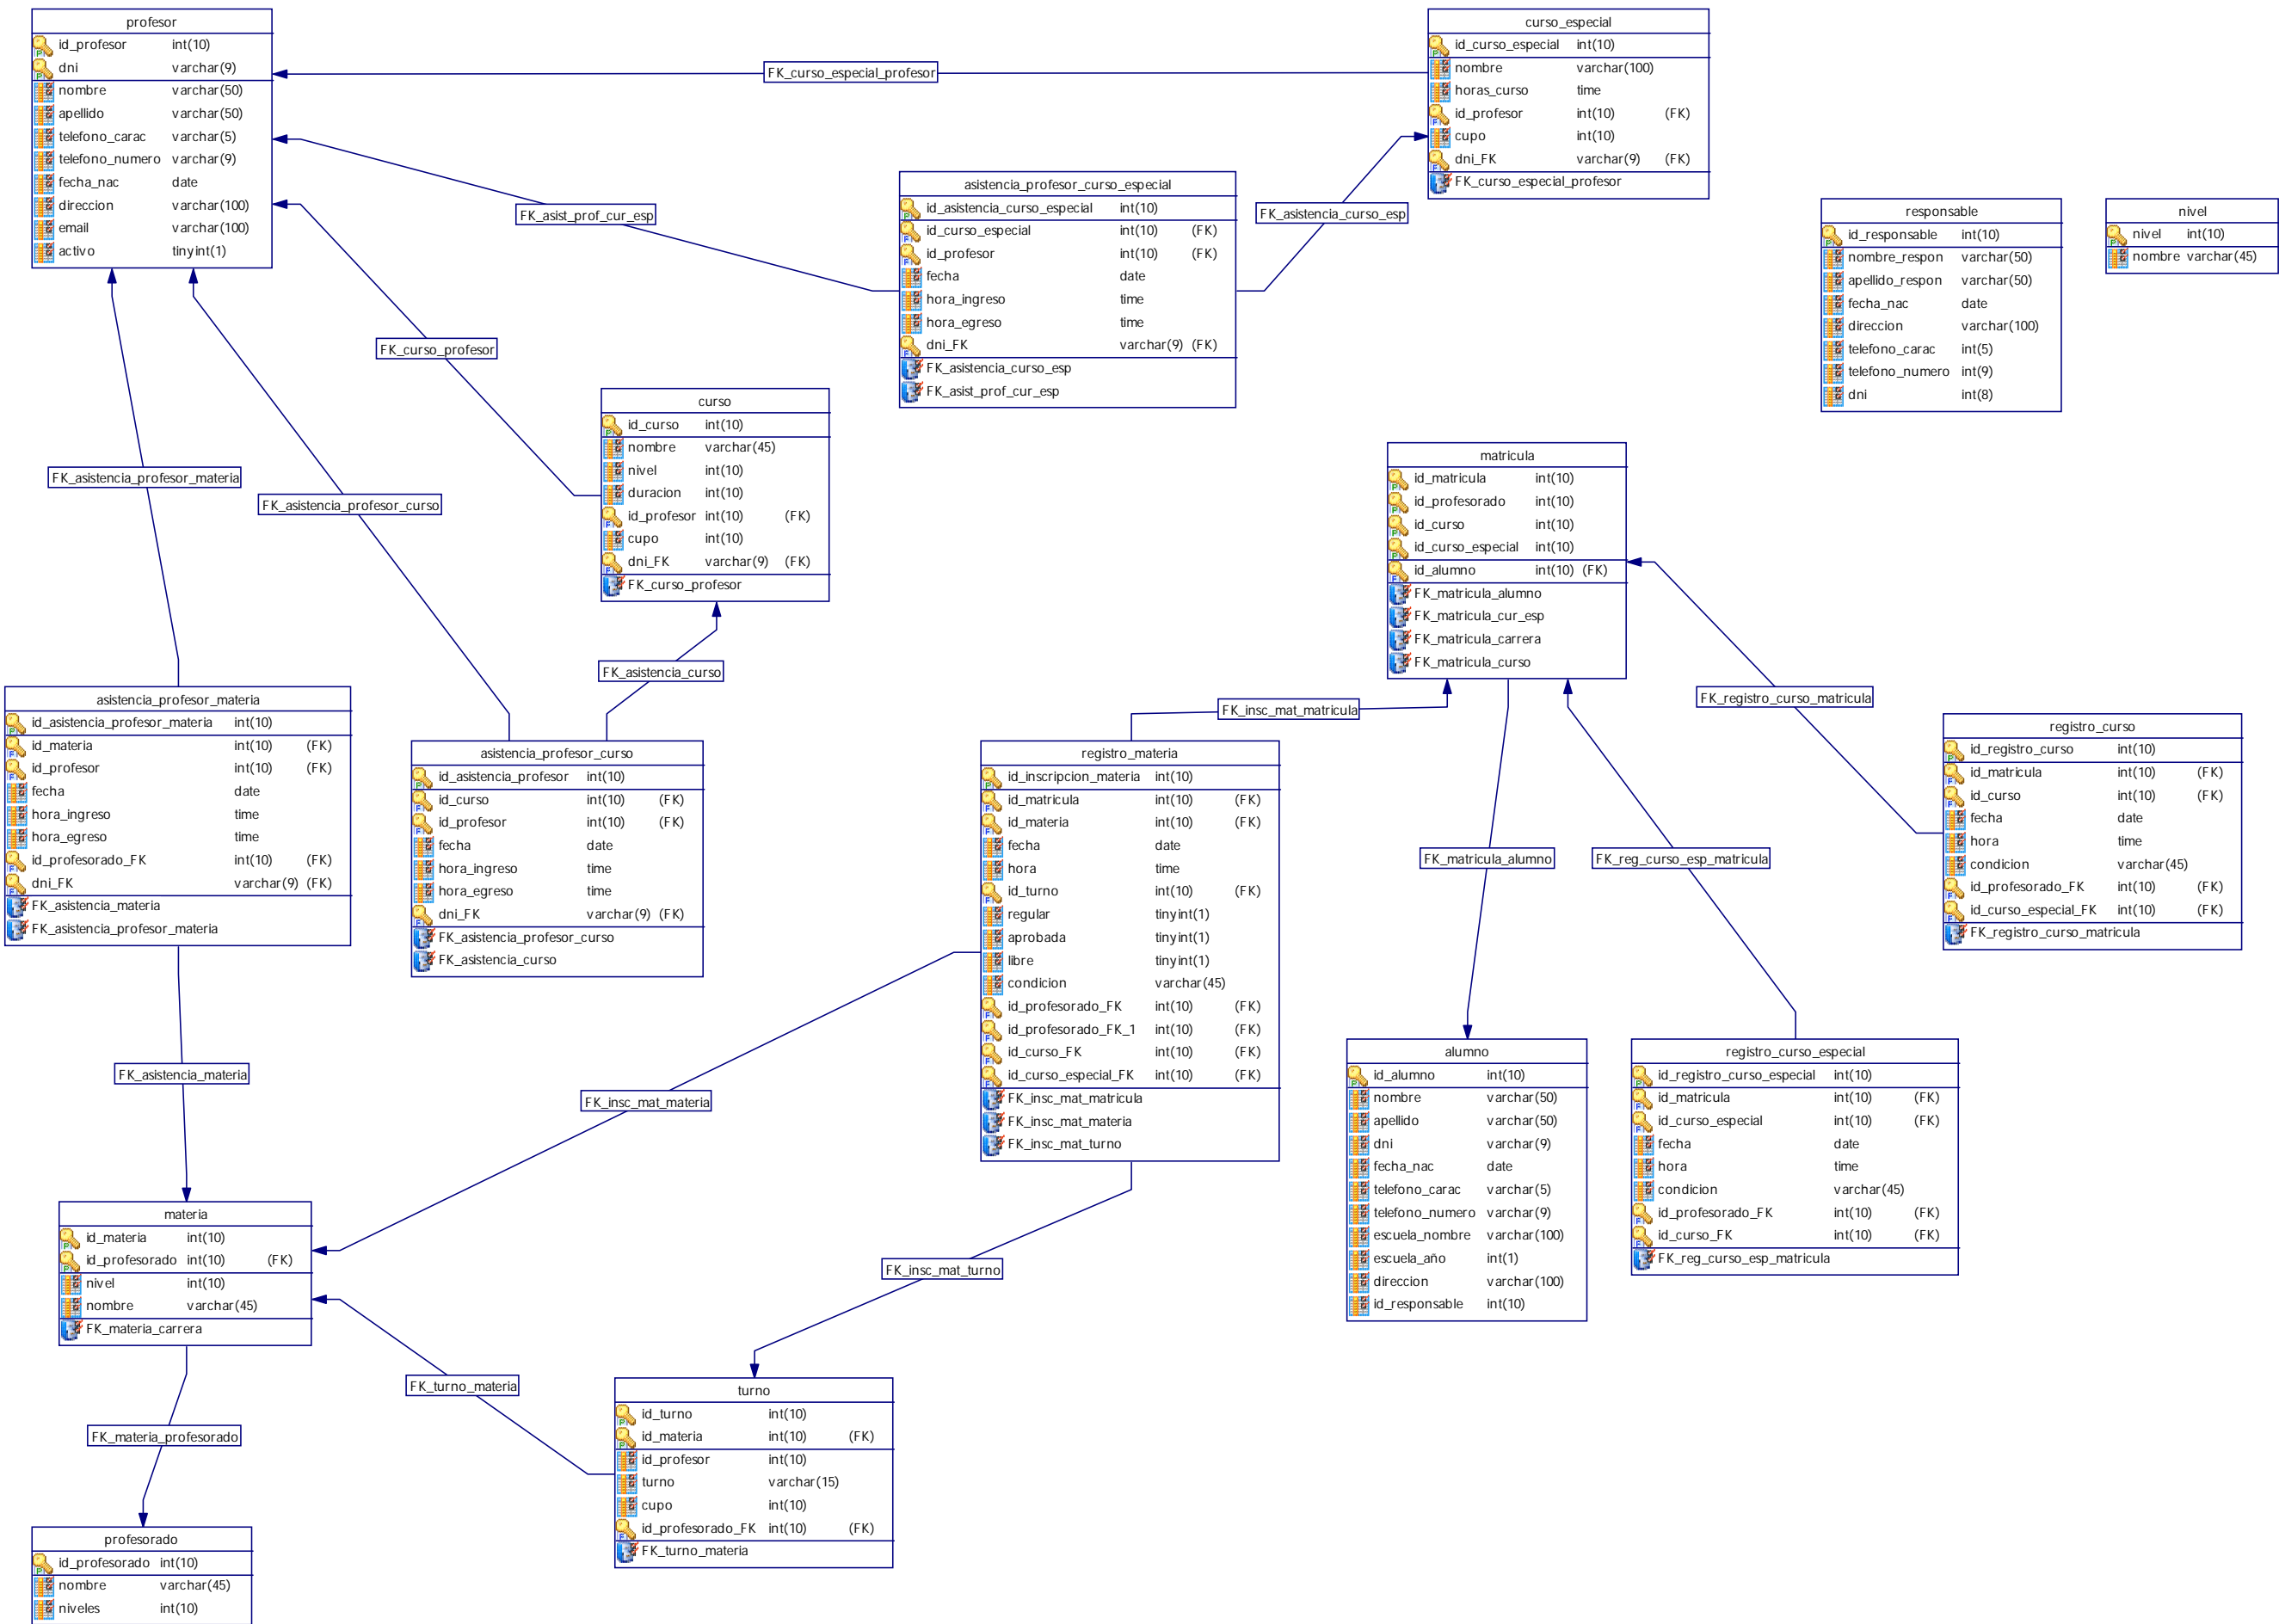 profesor
id_profesor int(10)
dni varchar(9)
nombre varchar(50)
apellido varchar(50)
telefono_carac varchar(5)
telefono_numero varchar(9)
fecha_nac date
direccion varchar(100)
email varchar(100)
activo tinyint(1)
FK_curso_especial_profesor
curso_especial
id_curso_especial int(10)
nombre varchar(100)
horas_curso time
id_profesor int(10) (FK)
cupo int(10)
dni_FK varchar(9) (FK)
FK_curso_especial_profesor
FK_asist_prof_cur_esp
asistencia_profesor_curso_especial
id_asistencia_curso_especial int(10)
id_curso_especial int(10) (FK)
id_profesor int(10) (FK)
fecha date
hora_ingreso time
hora_egreso time
dni_FK varchar(9) (FK)
FK_asistencia_curso_esp
FK_asist_prof_cur_esp
FK_asistencia_curso_esp
responsable
id_responsable int(10)
nombre_respon varchar(50)
apellido_respon varchar(50)
fecha_nac date
direccion varchar(100)
telefono_carac int(5)
telefono_numero int(9)
dni int(8)
nivel
nivel int(10)
nombre varchar(45)
FK_curso_profesor
curso
id_curso int(10)
nombre varchar(45)
nivel int(10)
duracion int(10)
id_profesor int(10) (FK)
cupo int(10)
dni_FK varchar(9) (FK)
FK_curso_profesor
FK_asistencia_profesor_materia
FK_asistencia_profesor_curso
matricula
id_matricula int(10)
id_profesorado int(10)
id_curso int(10)
id_curso_especial int(10)
id_alumno int(10) (FK)
FK_matricula_alumno
FK_matricula_cur_esp
FK_matricula_carrera
FK_matricula_curso
FK_asistencia_curso
FK_insc_mat_matricula
FK_registro_curso_matricula
asistencia_profesor_materia
id_asistencia_profesor_materia int(10)
id_materia int(10) (FK)
id_profesor int(10) (FK)
fecha date
hora_ingreso time
hora_egreso time
id_profesorado_FK int(10) (FK)
dni_FK varchar(9) (FK)
FK_asistencia_materia
FK_asistencia_profesor_materia
asistencia_profesor_curso
id_asistencia_profesor int(10)
id_curso int(10) (FK)
id_profesor int(10) (FK)
fecha date
hora_ingreso time
hora_egreso time
dni_FK varchar(9) (FK)
FK_asistencia_profesor_curso
FK_asistencia_curso
registro_materia
id_inscripcion_materia int(10)
id_matricula int(10) (FK)
id_materia int(10) (FK)
fecha date
hora time
id_turno int(10) (FK)
regular tinyint(1)
aprobada tinyint(1)
libre tinyint(1)
condicion varchar(45)
id_profesorado_FK int(10) (FK)
id_profesorado_FK_1 int(10) (FK)
id_curso_FK int(10) (FK)
id_curso_especial_FK int(10) (FK)
FK_insc_mat_matricula
FK_insc_mat_materia
FK_insc_mat_turno
registro_curso
id_registro_curso int(10)
id_matricula int(10) (FK)
id_curso int(10) (FK)
fecha date
hora time
condicion varchar(45)
id_profesorado_FK int(10) (FK)
id_curso_especial_FK int(10) (FK)
FK_registro_curso_matricula
FK_matricula_alumno
FK_reg_curso_esp_matricula
FK_asistencia_materia
FK_insc_mat_materia
alumno
id_alumno int(10)
nombre varchar(50)
apellido varchar(50)
dni varchar(9)
fecha_nac date
telefono_carac varchar(5)
telefono_numero varchar(9)
escuela_nombre varchar(100)
escuela_año int(1)
direccion varchar(100)
id_responsable int(10)
registro_curso_especial
id_registro_curso_especial int(10)
id_matricula int(10) (FK)
id_curso_especial int(10) (FK)
fecha date
hora time
condicion varchar(45)
id_profesorado_FK int(10) (FK)
id_curso_FK int(10) (FK)
FK_reg_curso_esp_matricula
materia
id_materia int(10)
id_profesorado int(10) (FK)
nivel int(10)
nombre varchar(45)
FK_materia_carrera
FK_insc_mat_turno
FK_turno_materia
turno
id_turno int(10)
id_materia int(10) (FK)
id_profesor int(10)
turno varchar(15)
cupo int(10)
id_profesorado_FK int(10) (FK)
FK_turno_materia
FK_materia_profesorado
profesorado
id_profesorado int(10)
nombre varchar(45)
niveles int(10)